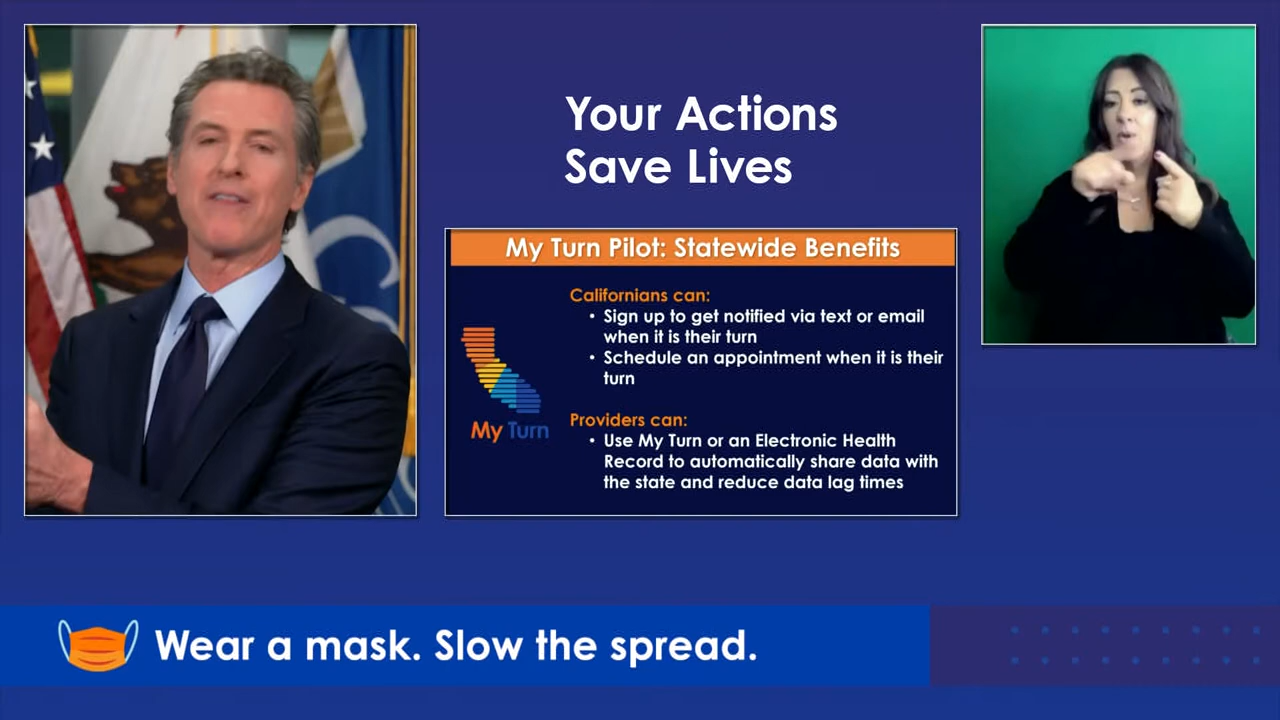 Your Actions
Save Lives
My Turn Pilot: Statewide Benefits
Californians can:
• Sign up to get notified via text or email
when it is their turn
• Schedule an appointment when it is their
turn
My Turn
Providers can:
• Use My Turn or an Electronic Health
Record to automatically share data with
the state and reduce data lag times
Wear a mask. Slow the spread.